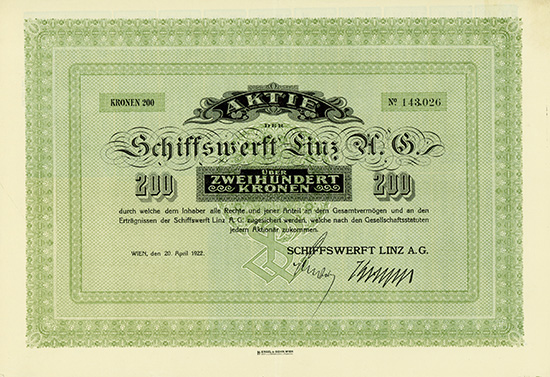 KRONEN 200
No 143,026
AKTIE
DER
Schiffswerft Linz A. G.
200
ÜBER
ZWEIHUNDERT
KRONEN
200
durch welche dem Inhaber alle Rechte und jener Anteil an dem Gesamtvermögen und an den
Erträgnissen der Schiffswerft Linz A. G. zugesichert werden, welche nach den Gesellschaftsstatuten
jedem Aktionär zukommen.
WIEN, den 20. April 1922.
SCHIFFSWERFT LINZ A.G.